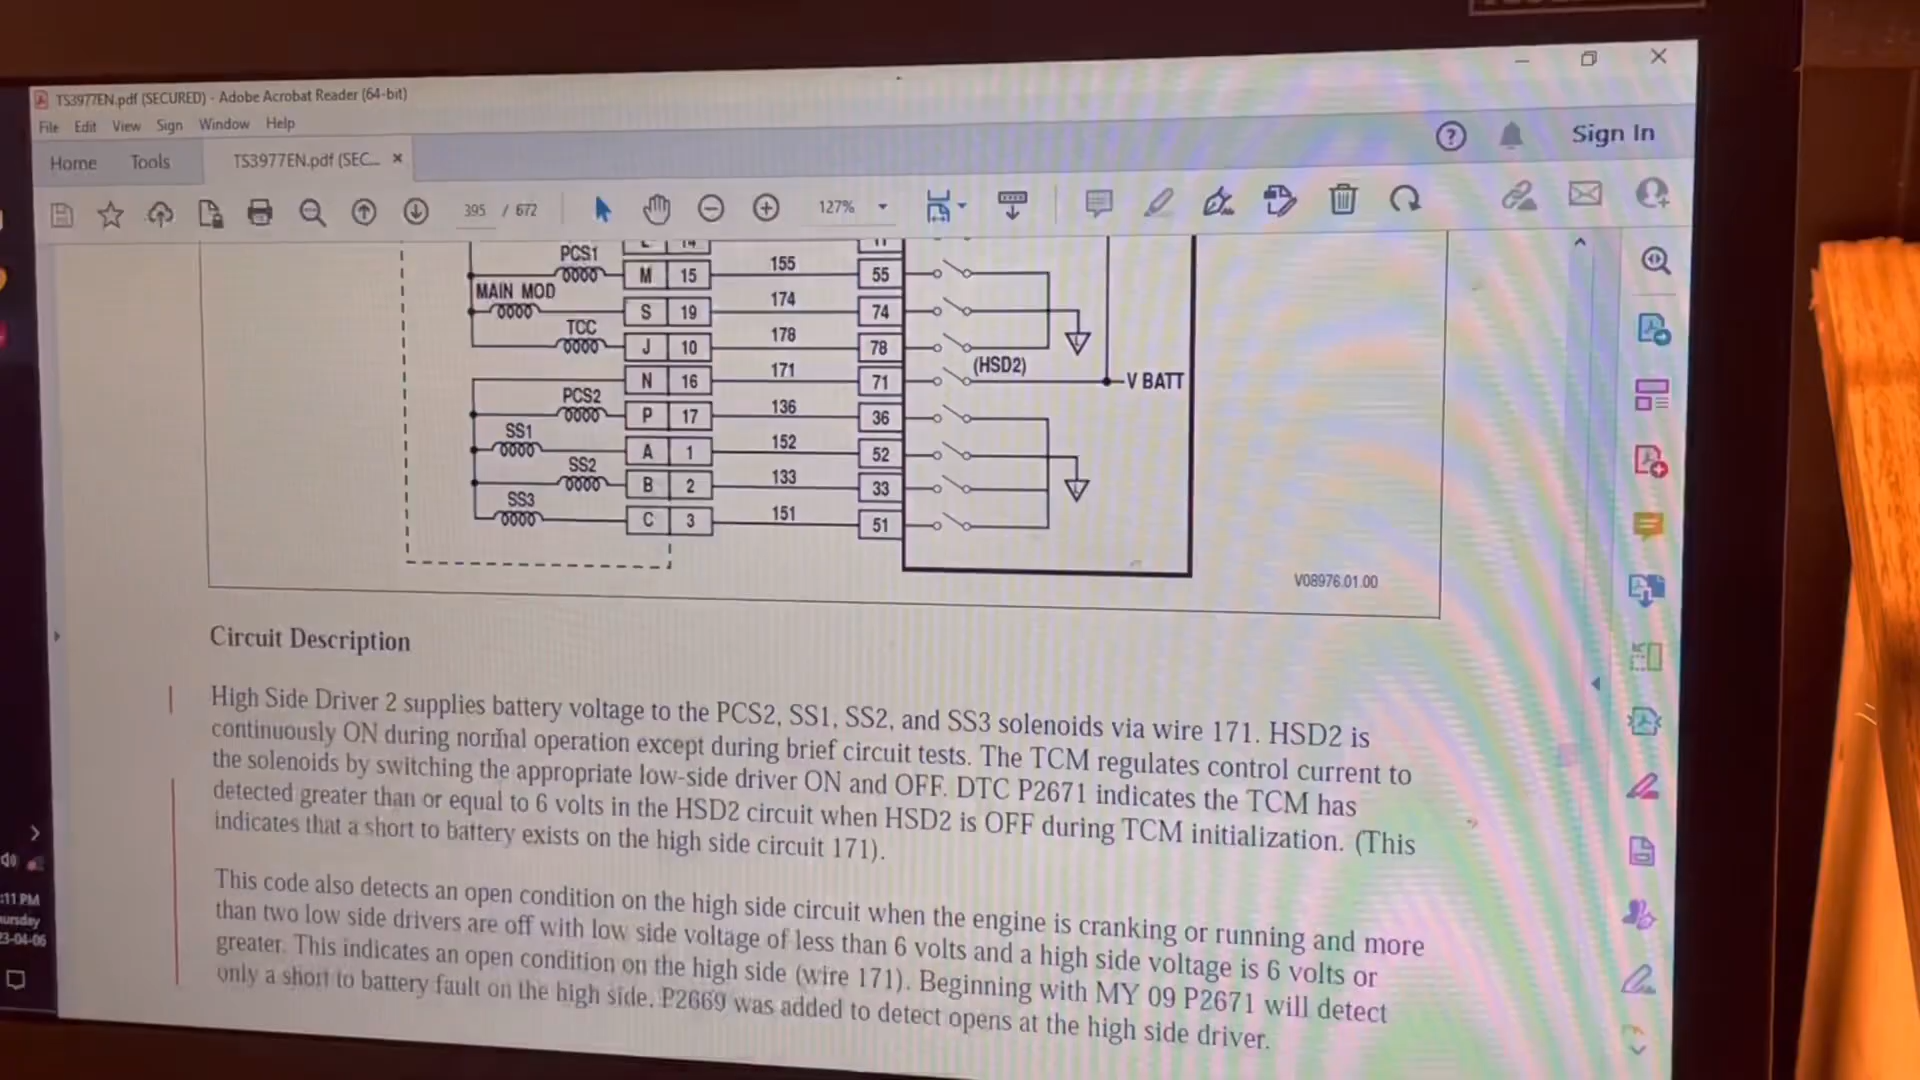 TS3977EN.pdf (SECURED) - Adobe Acrobat Reader (64-bit)
File Edit View Sign Window Help
Home Tools TS3977EN.pdf (SEC... × Sign In
395 / 672 127%
PCS1 M 15 155 55
MAIN MOD S 19 174 74
TCC J 10 178 78
(HSD2)
N 16 171 71 V BATT
PCS2 P 17 136 36
SS1 A 1 152 52
SS2 B 2 133 33
SS3 C 3 151 51
V08976.01.00
Circuit Description
High Side Driver 2 supplies battery voltage to the PCS2, SS1, SS2, and SS3 solenoids via wire 171. HSD2 is
continuously ON during normal operation except during brief circuit tests. The TCM regulates control current to
the solenoids by switching the appropriate low-side driver ON and OFF. DTC P2671 indicates the TCM has
detected greater than or equal to 6 volts in the HSD2 circuit when HSD2 is OFF during TCM initialization. (This
indicates that a short to battery exists on the high side circuit 171).
This code also detects an open condition on the high side circuit when the engine is cranking or running and more
than two low side drivers are off with low side voltage of less than 6 volts and a high side voltage is 6 volts or
greater. This indicates an open condition on the high side (wire 171). Beginning with MY 09 P2671 will detect
only a short to battery fault on the high side. P2669 was added to detect opens at the high side driver.
:11 PM
23-04-06